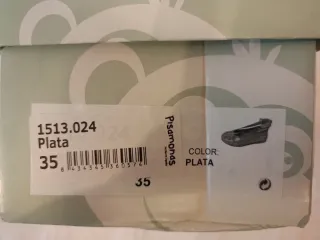 1513.024
Plata
35
Pisamonas
35
COLOR:
PLATA